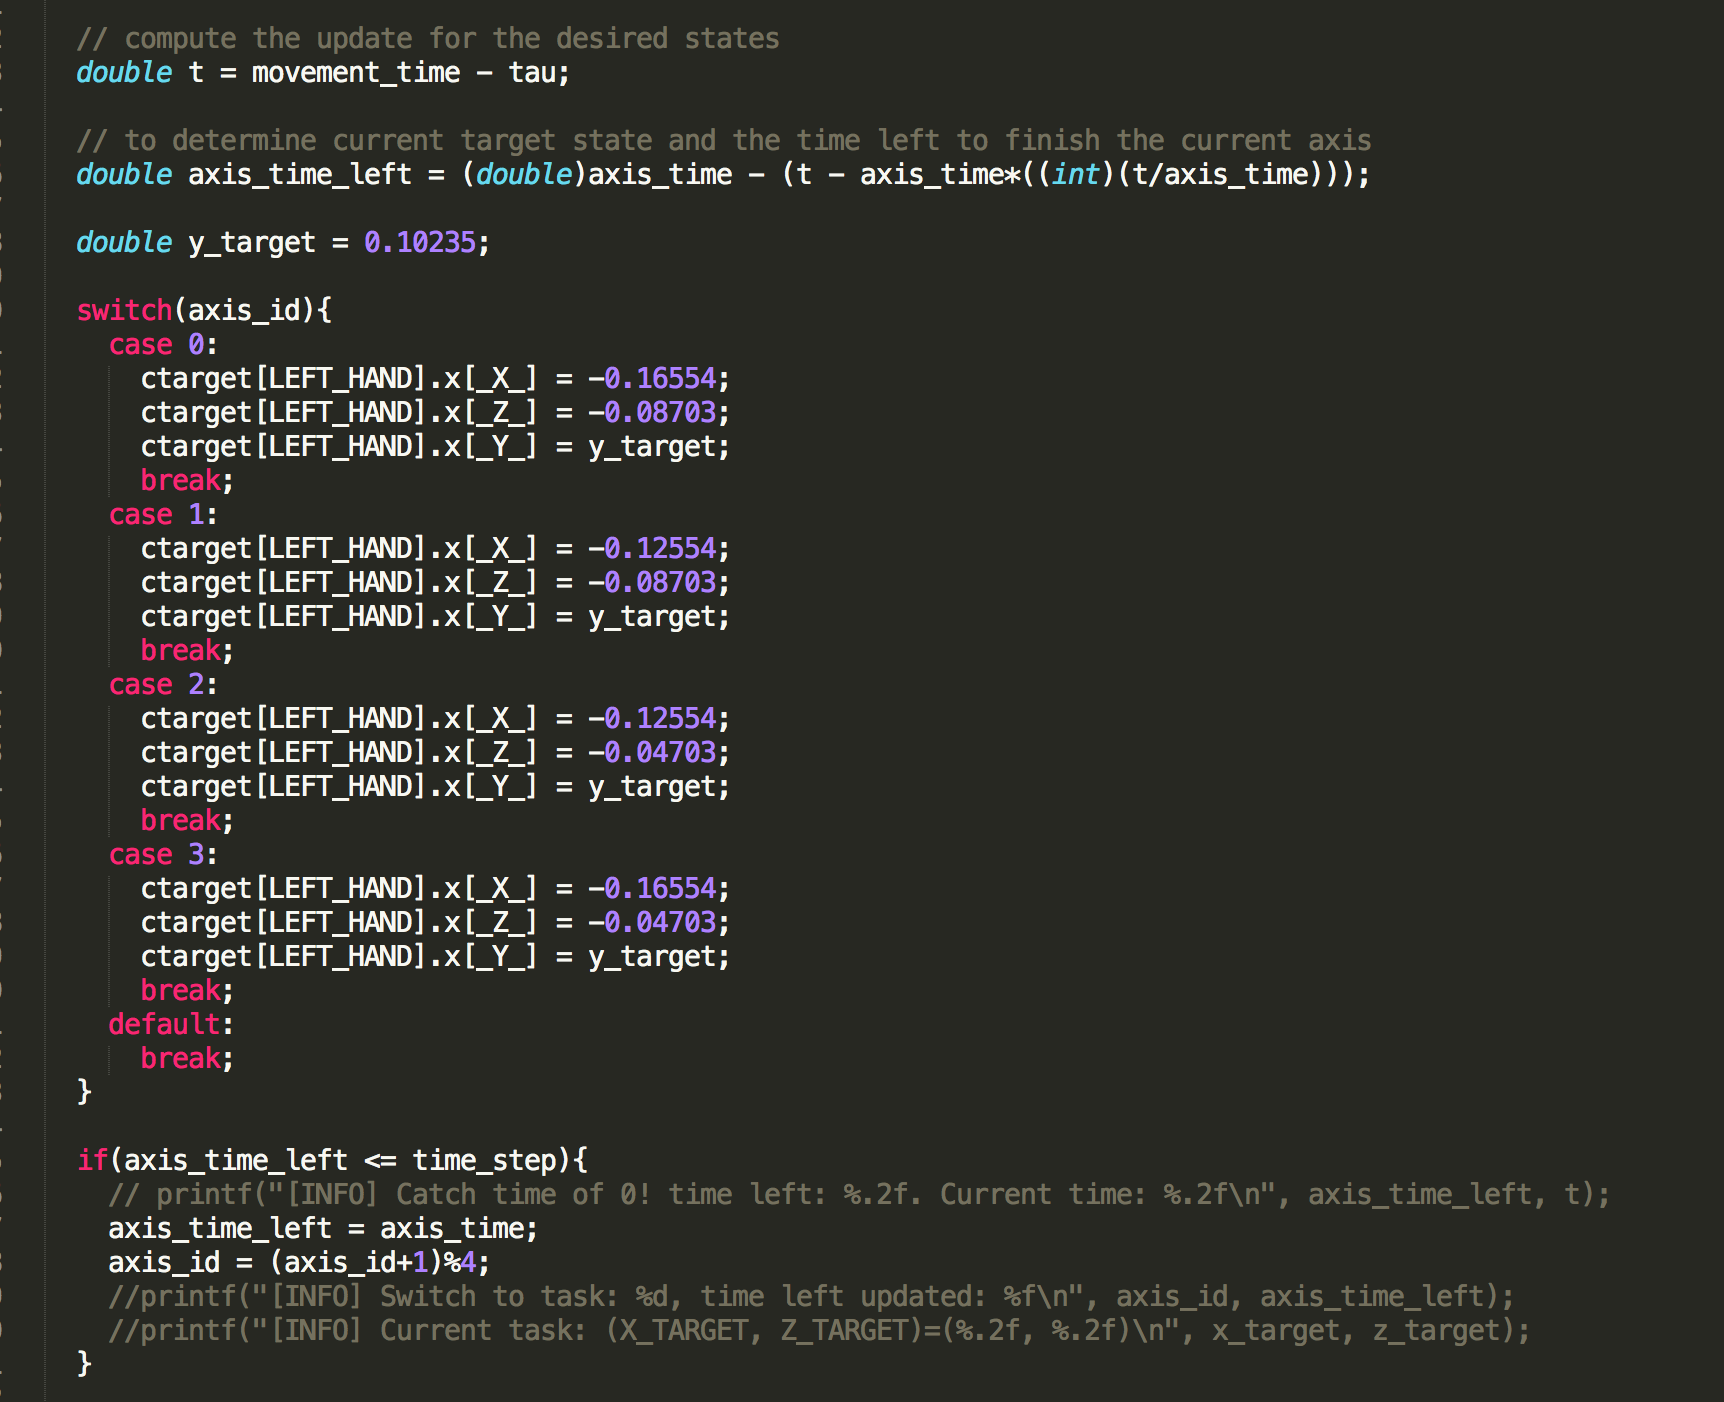 // compute the update for the desired states
double t = movement_time - tau;
// to determine current target state and the time left to finish the current axis
double axis_time_left = (double)axis_time - (t - axis_time*((int)(t/axis_time)));
double y_target = 0.10235;
switch(axis_id){
case 0:
ctarget[LEFT_HAND].x[_X_] = -0.16554;
ctarget[LEFT_HAND].x[_Z_] = -0.08703;
ctarget[LEFT_HAND].x[_Y_] = y_target;
break;
case 1:
ctarget[LEFT_HAND].x[_X_] = -0.12554;
ctarget[LEFT_HAND].x[_Z_] = -0.08703;
ctarget[LEFT_HAND].x[_Y_] = y_target;
break;
case 2:
ctarget[LEFT_HAND].x[_X_] = -0.12554;
ctarget[LEFT_HAND].x[_Z_] = -0.04703;
ctarget[LEFT_HAND].x[_Y_] = y_target;
break;
case 3:
ctarget[LEFT_HAND].x[_X_] = -0.16554;
ctarget[LEFT_HAND].x[_Z_] = -0.04703;
ctarget[LEFT_HAND].x[_Y_] = y_target;
break;
default:
break;
}
if(axis_time_left <= time_step){
// printf("[INFO] Catch time of 0! time left: %.2f. Current time: %.2f\n", axis_time_left, t);
axis_time_left = axis_time;
axis_id = (axis_id+1)%4;
//printf("[INFO] Switch to task: %d, time left updated: %f\n", axis_id, axis_time_left);
//printf("[INFO] Current task: (X_TARGET, Z_TARGET)=(%.2f, %.2f)\n", x_target, z_target);
}